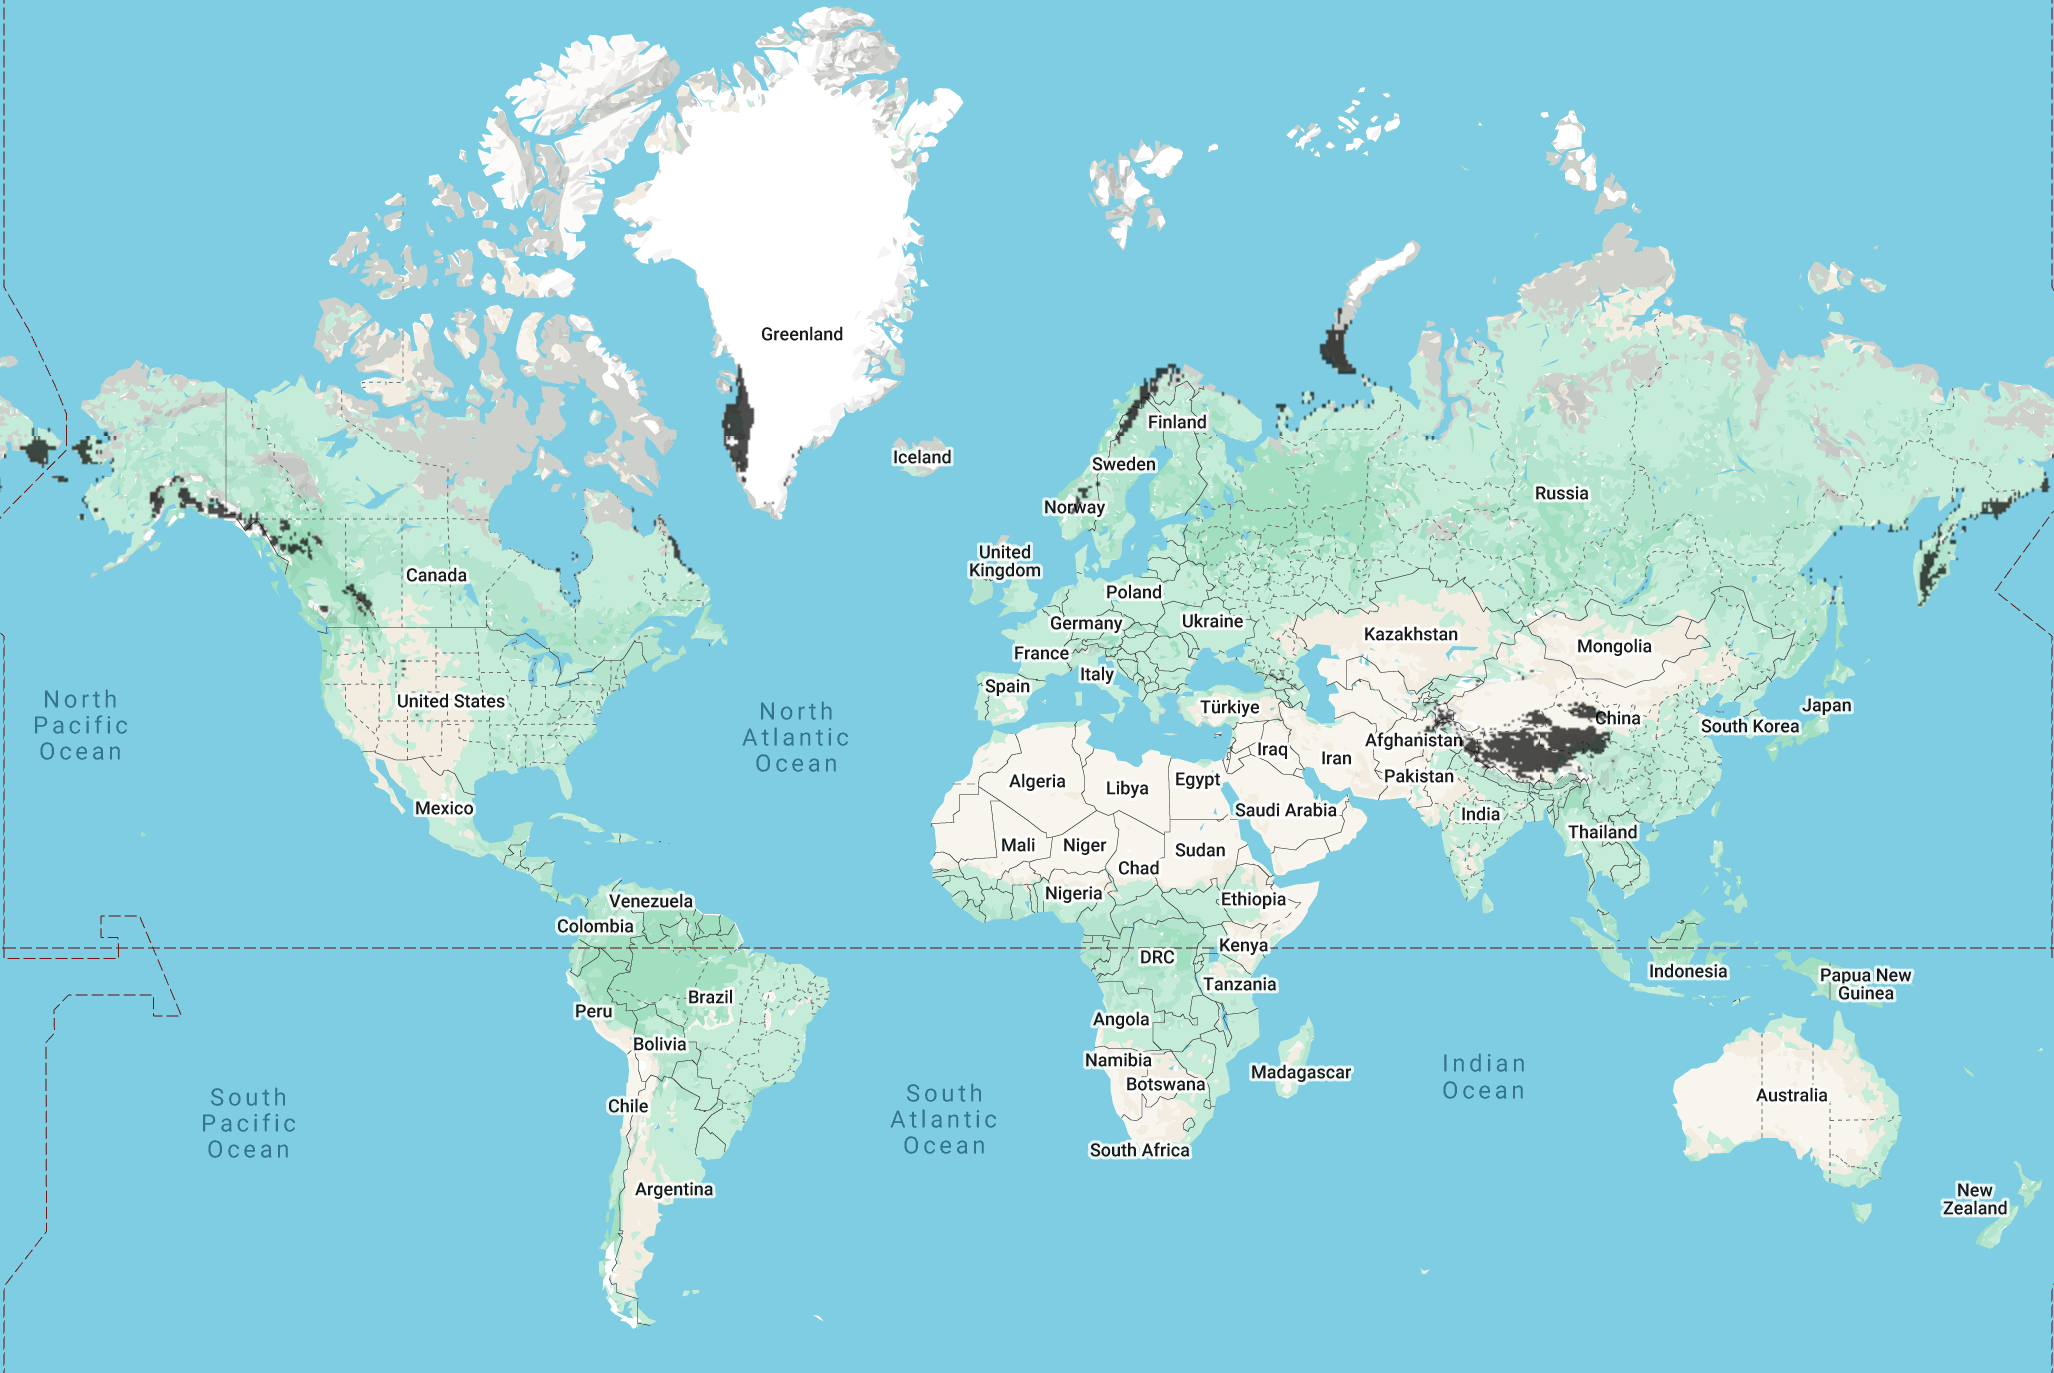 Greenland
Iceland
Finland
Sweden
Norway
Russia
United
Kingdom
Canada
Poland
Germany
Ukraine
Kazakhstan
Mongolia
France
Italy
Spain
United States
North
Pacific
Ocean
North
Atlantic
Ocean
Türkiye
China
Japan
South Korea
Afghanistan
Iraq
Iran
Pakistan
Algeria
Libya
Egypt
Saudi Arabia
India
Mexico
Thailand
Mali
Niger
Chad
Sudan
Nigeria
Ethiopia
Venezuela
Colombia
Kenya
DRC
Tanzania
Indonesia
Papua New
Guinea
Brazil
Peru
Angola
Bolivia
Namibia
Botswana
Madagascar
Indian
Ocean
Australia
Chile
South
Pacific
Ocean
South
Atlantic
Ocean
South Africa
Argentina
New
Zealand